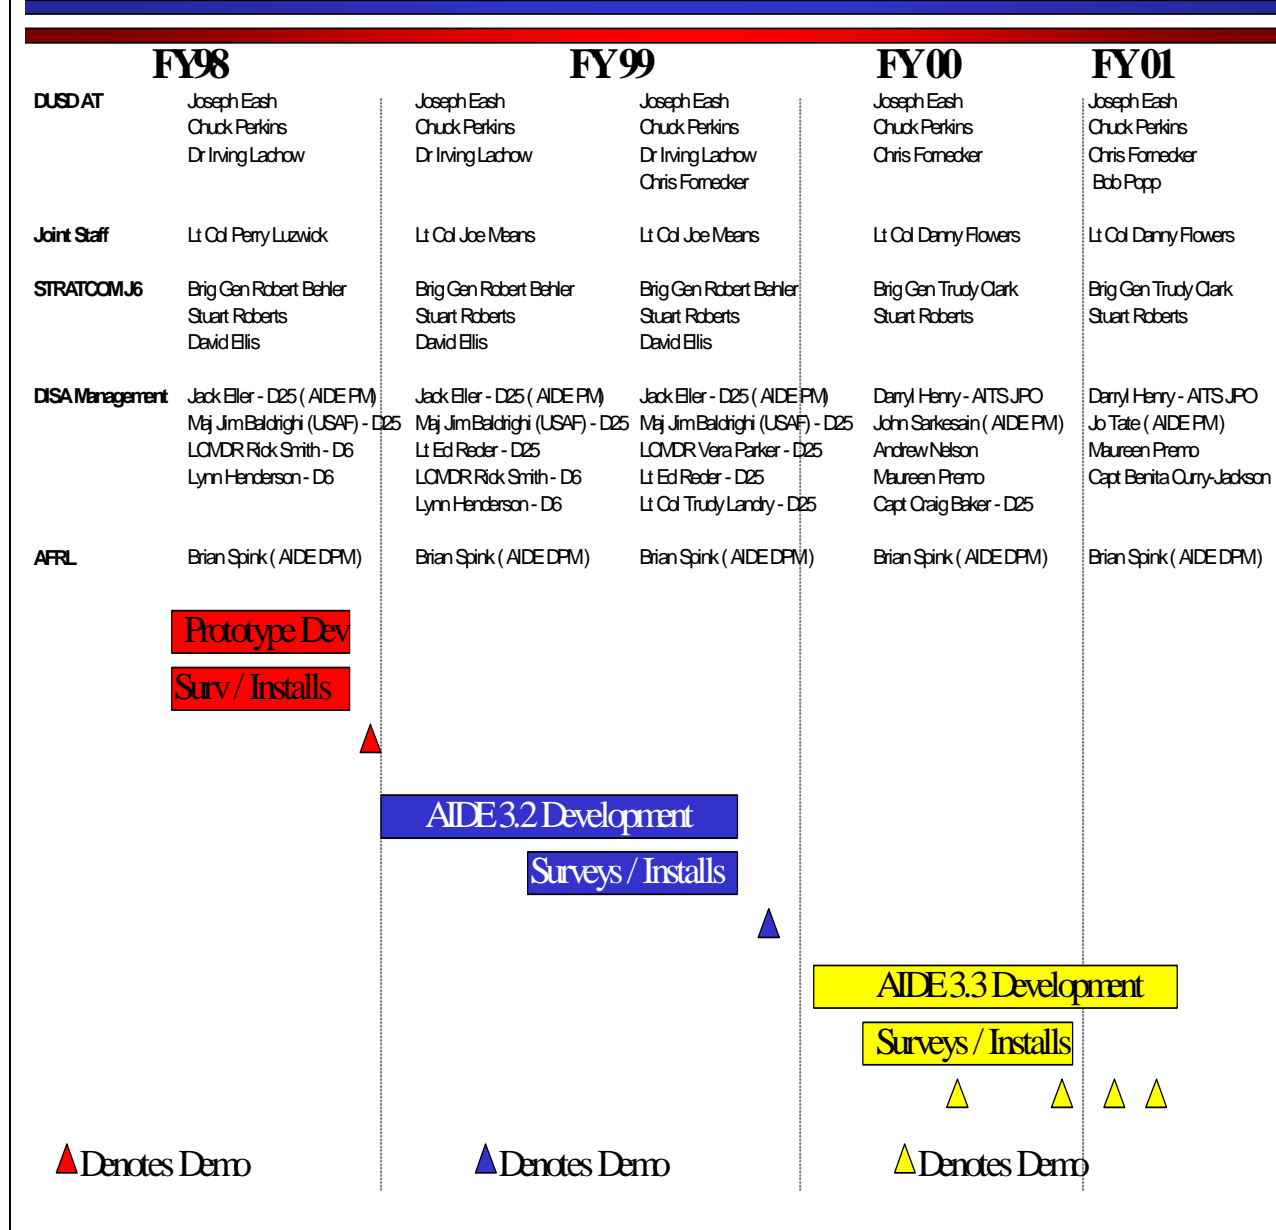 FY98 FY99 FY00 FY01
DUSD AT Joseph Eash Joseph Eash Joseph Eash Joseph Eash Joseph Eash
Chuck Perkins Chuck Perkins Chuck Perkins Chuck Perkins Chuck Perkins
Dr Irving Lachow Dr Irving Lachow Dr Irving Lachow Chris Fornecker Chris Fornecker
Chris Fornecker Bob Popp
Joint Staff Lt Col Perry Luzwick Lt Col Joe Means Lt Col Joe Means Lt Col Danny Flowers Lt Col Danny Flowers
STRATCOM J6 Brig Gen Robert Behler Brig Gen Robert Behler Brig Gen Robert Behler Brig Gen Trudy Clark Brig Gen Trudy Clark
Stuart Roberts Stuart Roberts Stuart Roberts Stuart Roberts Stuart Roberts
David Ellis David Ellis David Ellis
DISA Management Jack Eller - D25 ( AIDE PM) Jack Eller - D25 ( AIDE PM) Jack Eller - D25 ( AIDE PM) Darryl Henry - AITS JPO Darryl Henry - AITS JPO
Maj Jim Baldrighi (USAF) - D25 Maj Jim Baldrighi (USAF) - D25 Maj Jim Baldrighi (USAF) - D25 John Sarkesain ( AIDE PM) Jo Tate ( AIDE PM)
LCMDR Rick Smith - D6 Lt Ed Reder - D25 LCMDR Vera Parker - D25 Andrew Nelson Maureen Premo
Lynn Henderson - D6 LCMDR Rick Smith - D6 Lt Ed Reder - D25 Maureen Premo Capt Benita Curry-Jackson
Lynn Henderson - D6 Lt Col Trudy Landry - D25 Capt Craig Baker - D25
AFRL Brian Spink ( AIDE DPM) Brian Spink ( AIDE DPM) Brian Spink ( AIDE DPM) Brian Spink ( AIDE DPM) Brian Spink ( AIDE DPM)
Prototype Dev
Surv / Installs
AIDE 3.2 Development
Surveys / Installs
AIDE 3.3 Development
Surveys / Installs
Denotes Demo Denotes Demo Denotes Demo